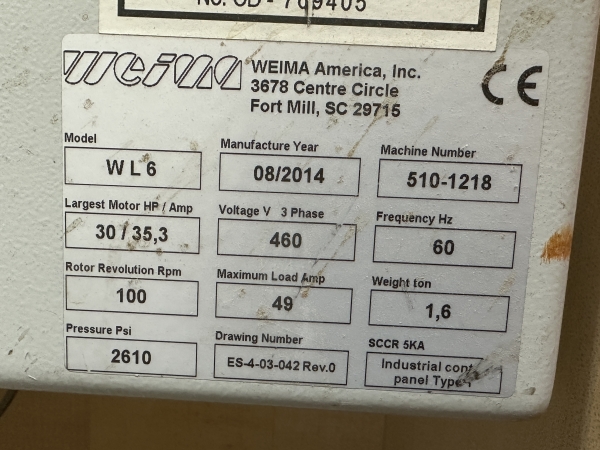 No. CD - 769405
WEIMA
WEIMA America, Inc.
3678 Centre Circle
Fort Mill, SC 29715
CE
Model
Manufacture Year
Machine Number
W L 6
08/2014
510-1218
Largest Motor HP / Amp
Voltage V 3 Phase
Frequency Hz
30 / 35,3
460
60
Rotor Revolution Rpm
Maximum Load Amp
Weight ton
100
49
1,6
Pressure Psi
Drawing Number
SCCR 5KA
2610
ES-4-03-042 Rev.0
Industrial
panel Type